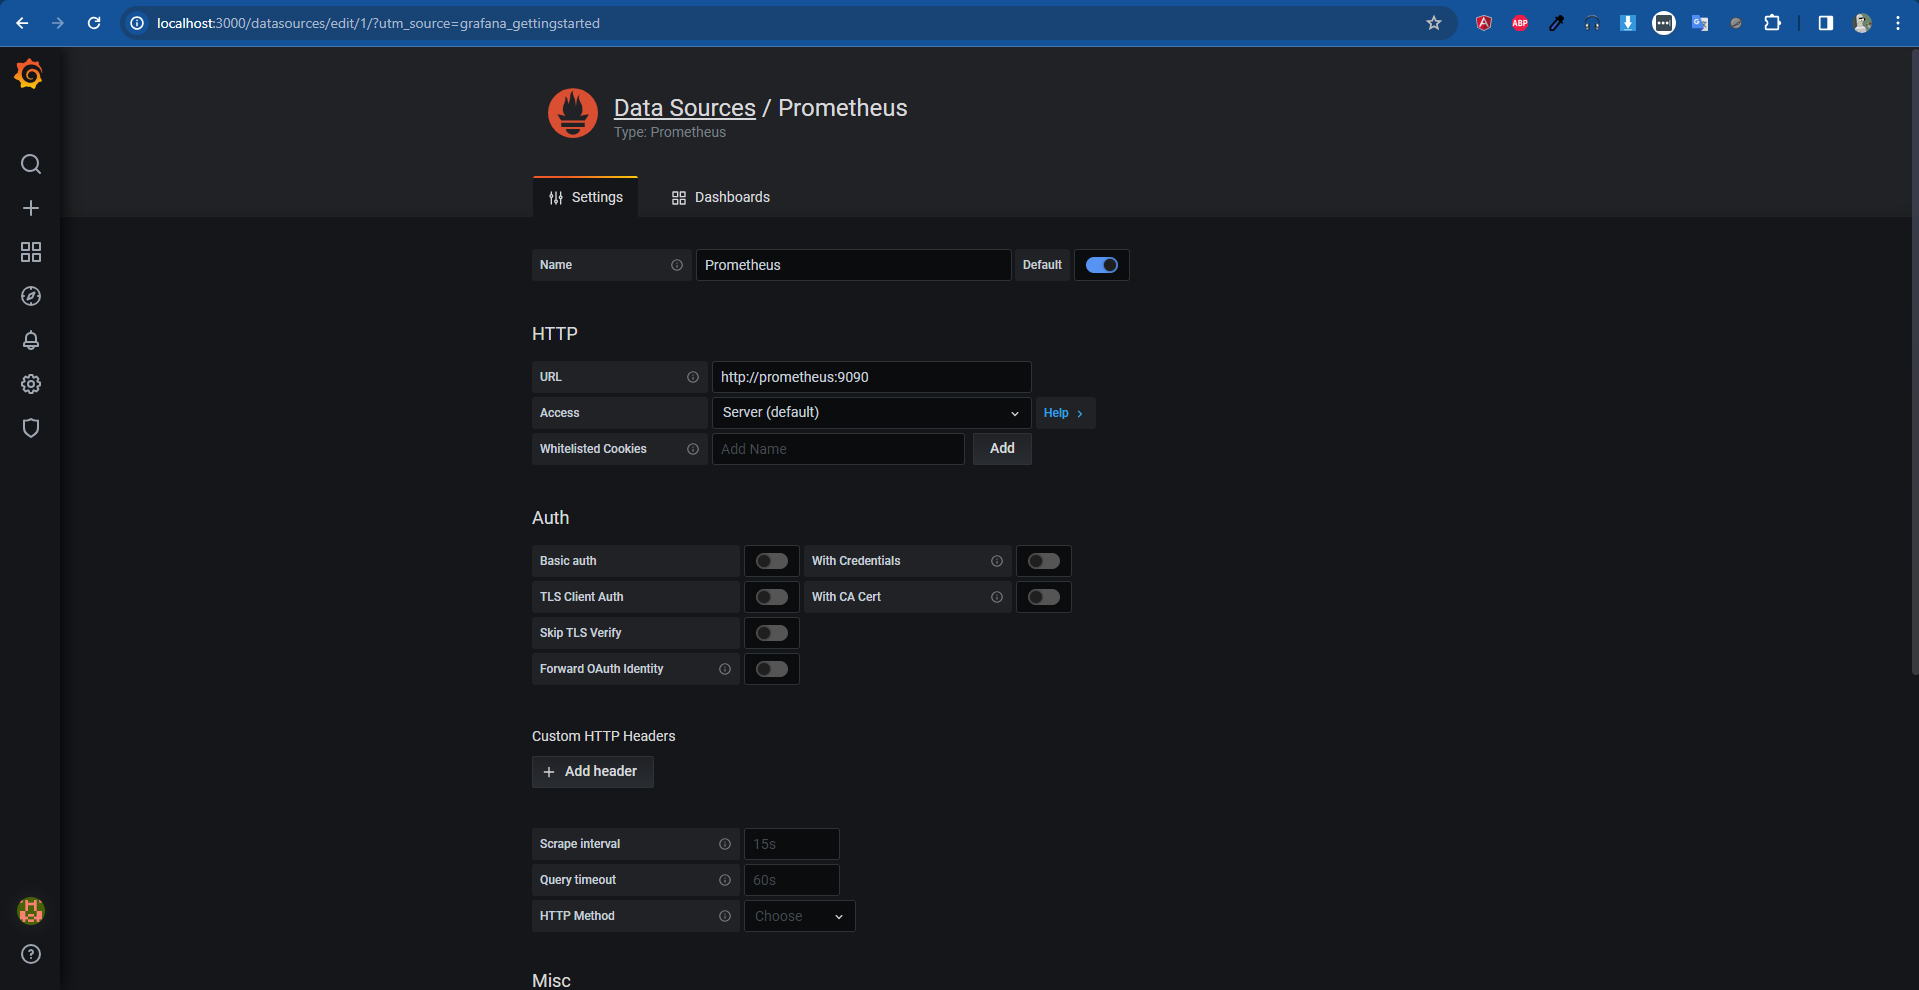 localhost:3000/datasources/edit/1/?utm_source=grafana_gettingstarted
ABP
Data Sources / Prometheus
Type: Prometheus
Settings Dashboards
Name Prometheus Default
HTTP
URL http://prometheus:9090
Access Server (default) Help
Whitelisted Cookies Add Name Add
Auth
Basic auth With Credentials
TLS Client Auth With CA Cert
Skip TLS Verify
Forward OAuth Identity
Custom HTTP Headers
Add header
Scrape interval 15s
Query timeout 60s
HTTP Method Choose
Misc